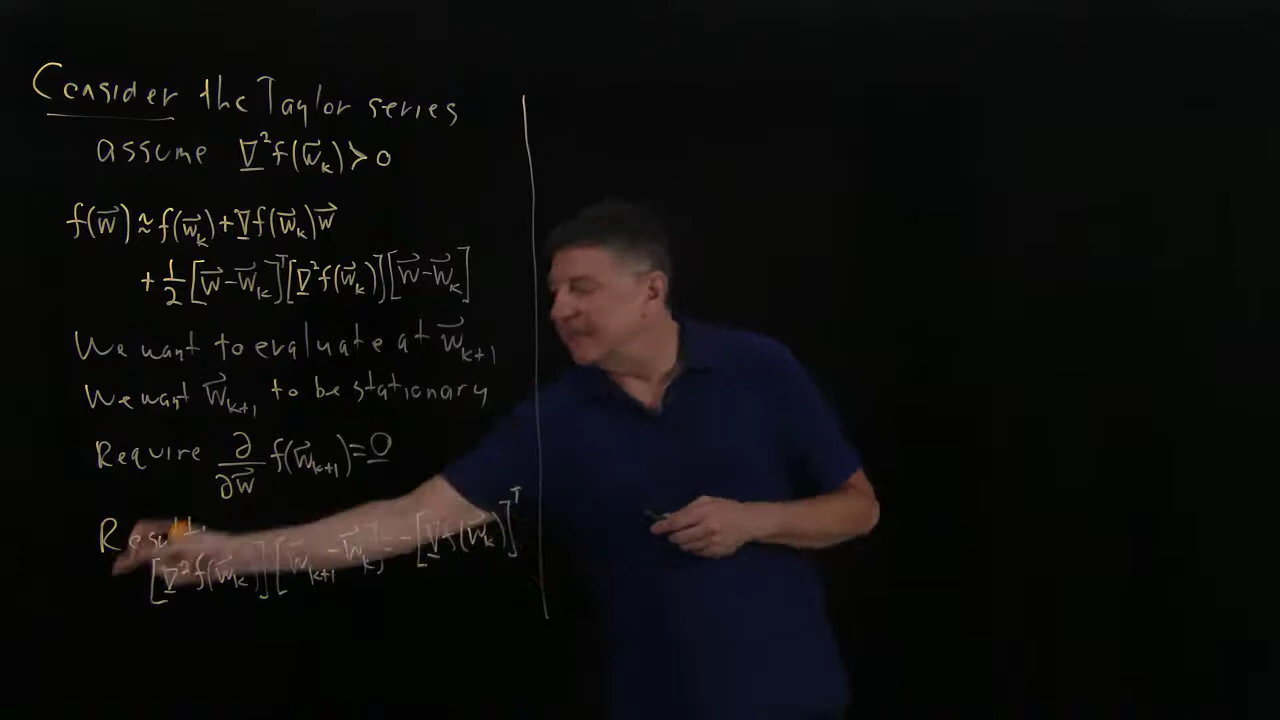 Consider the Taylor series
assume ∇²f(w⃗ₖ)>0
f(w⃗)≈f(w⃗ₖ)+∇f(w⃗ₖ)w⃗
+½[w⃗-w⃗ₖ]ᵀ[∇²f(w⃗ₖ)][w⃗-w⃗ₖ]
We want to evaluate at w⃗ₖ₊₁
We want w⃗ₖ₊₁ to be stationary
Require ∂/∂w⃗ f(w⃗ₖ₊₁)=0
Result:
[∇²f(w⃗ₖ)][w⃗ₖ₊₁-w⃗ₖ]=-[∇f(w⃗ₖ)]ᵀ